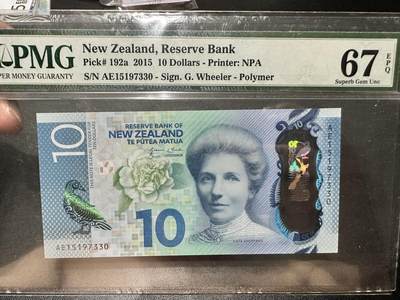 PMG
PAPER MONEY GUARANTY
New Zealand, Reserve Bank
Pick# 192a 2015 10 Dollars - Printer: NPA
S/N AE15197330 - Sign. G. Wheeler - Polymer
67 EPQ
Superb Gem Unc
10
RESERVE BANK OF
NEW ZEALAND
TE PŪTEA MATUA
10
AE15197330
10
AE15197330